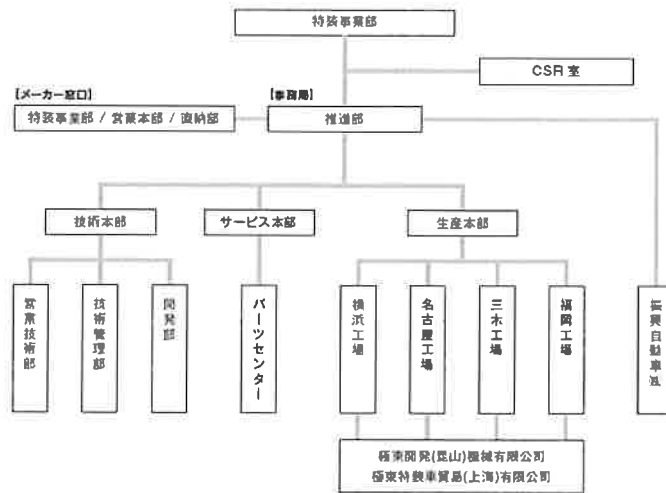 特装事業部
CSR室
【メーカー窓口】
【事務局】
特装事業部 / 営業本部 / 直納部
推進部
技術本部
サービス本部
生産本部
営業技術部
技術管理部
開発部
パーツセンター
横浜工場
名古屋工場
三木工場
福岡工場
振興自動車㈱
極東開発(昆山)機械有限公司
極東特装車貿易(上海)有限公司